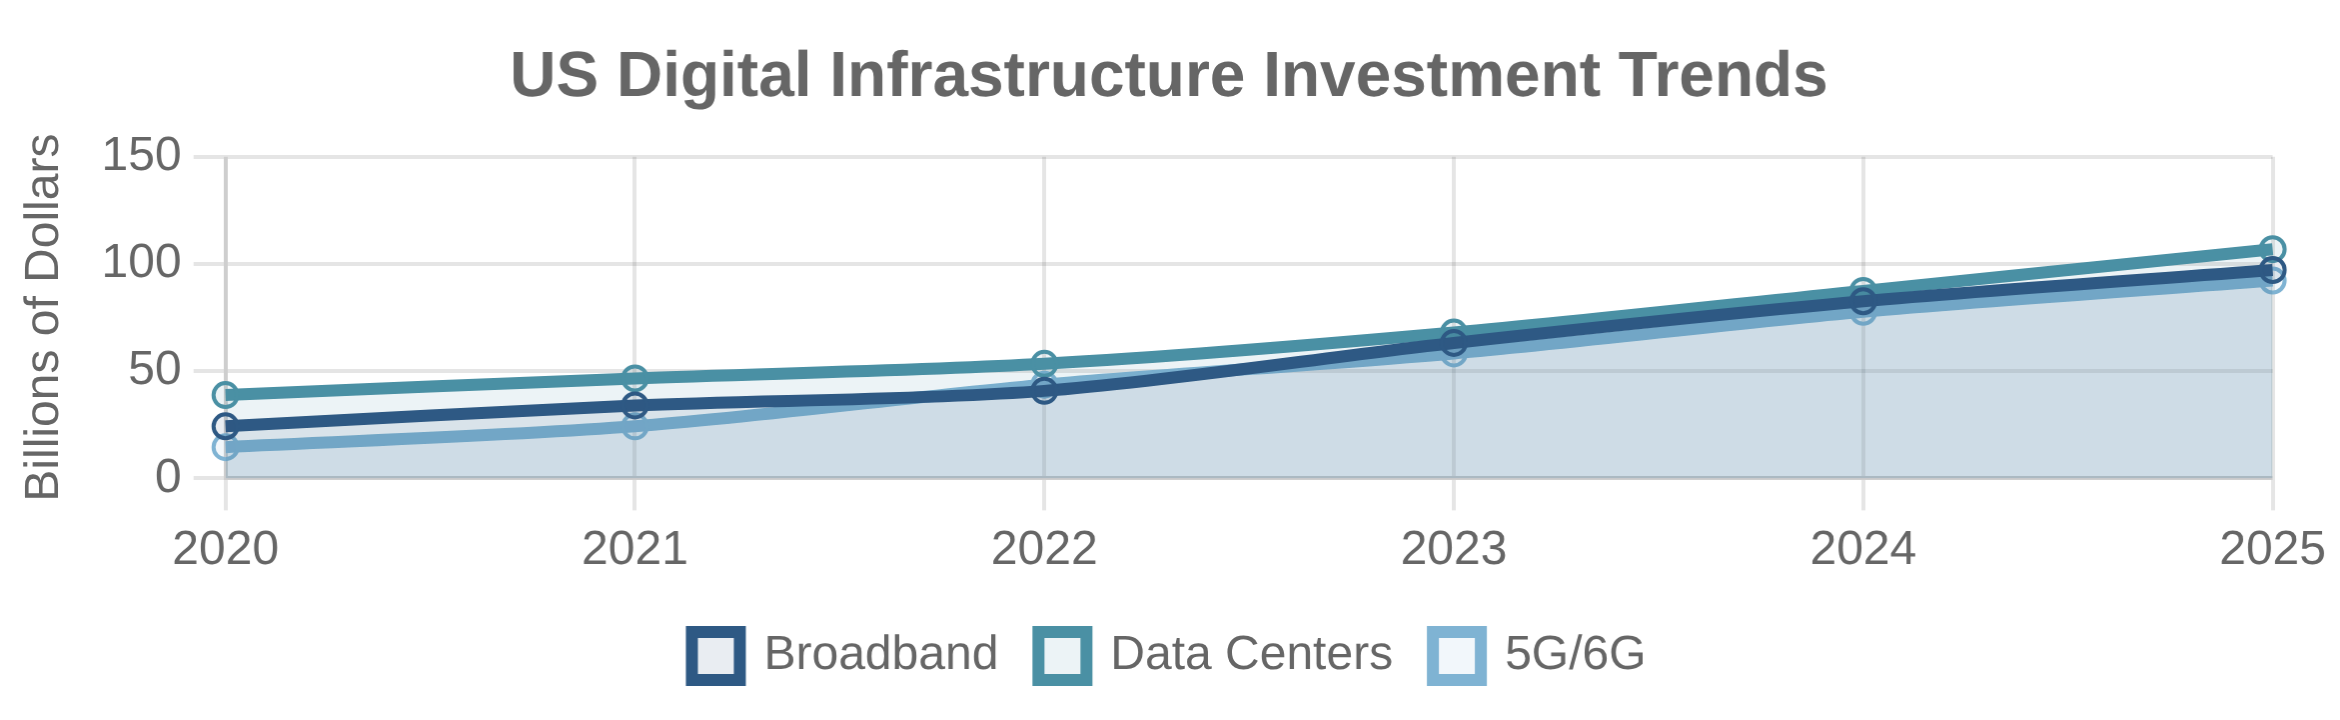 US Digital Infrastructure Investment Trends
Billions of Dollars
150
100
50
0
2020 2021 2022 2023 2024 2025
Broadband Data Centers 5G/6G